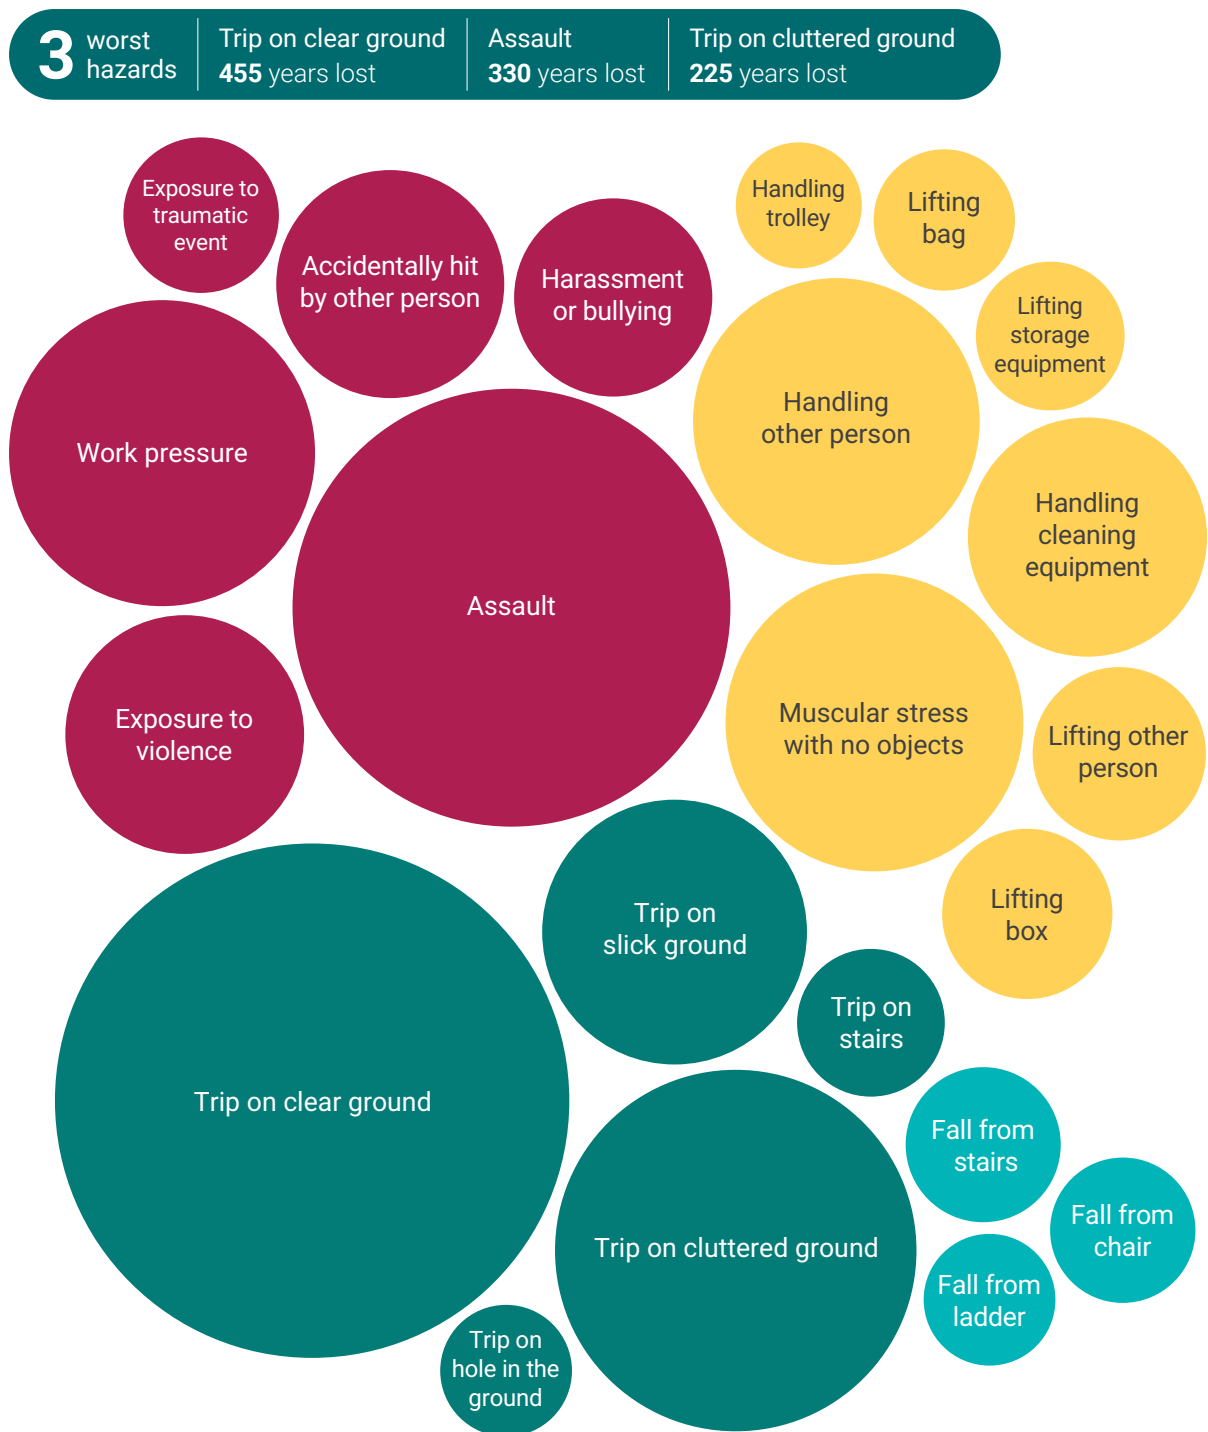 3 worst
hazards
Trip on clear ground
455 years lost
Assault
330 years lost
Trip on cluttered ground
225 years lost
Exposure to
traumatic
event
Accidentally hit
by other person
Harassment
or bullying
Work pressure
Assault
Exposure to
violence
Handling
trolley
Lifting
bag
Lifting
storage
equipment
Handling
other person
Handling
cleaning
equipment
Muscular stress
with no objects
Lifting other
person
Lifting
box
Trip on
slick ground
Trip on
stairs
Trip on clear ground
Trip on cluttered ground
Trip on
hole in the
ground
Fall from
stairs
Fall from
chair
Fall from
ladder